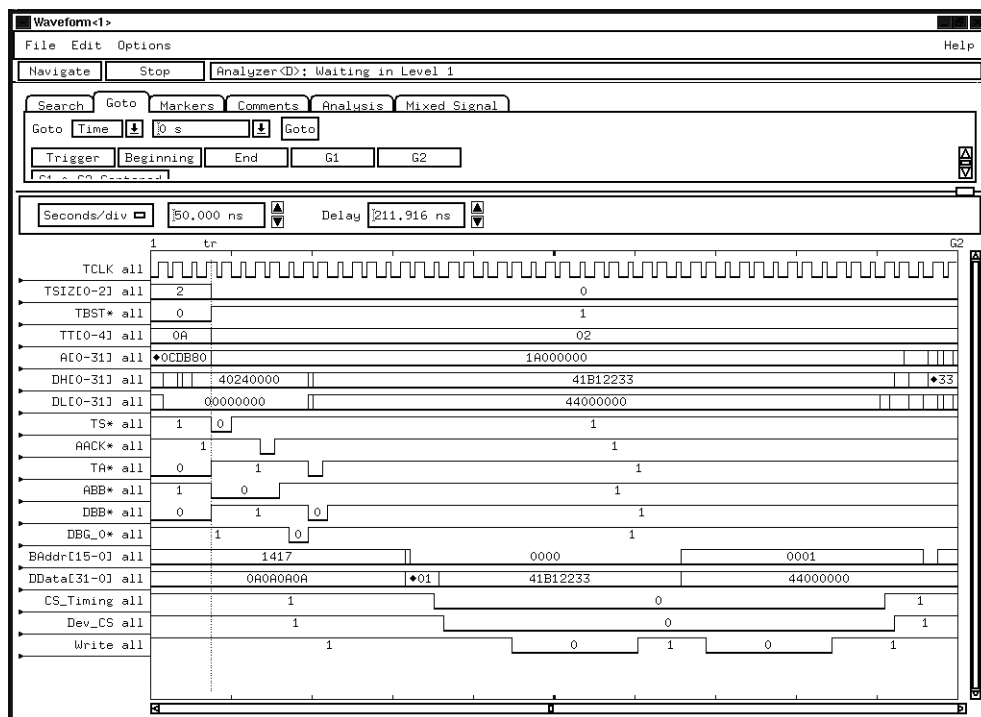 Waveform<1>
File Edit Options Help
Navigate Stop Analyzer<D>: Waiting in Level 1
Search Goto Markers Comments Analysis Mixed Signal
Goto Time 0 s Goto
Trigger Beginning End G1 G2
G1 & G2 Centered
Seconds/div 50.000 ns Delay 211.916 ns
1 tr G2
TCLK all
TSIZ[0-2] all 2 0
TBST* all 0 1
TT[0-4] all 0A 02
A[0-31] all ◆0CDB80 1A000000
DH[0-31] all 40240000 41B12233 ◆33
DL[0-31] all 00000000 44000000
TS* all 1 0 1
AACK* all 1 1
TA* all 0 1 1
ABB* all 1 0 1
DBB* all 0 1 0 1
DBG_0* all 1 0 1
BAddr[15-0] all 1417 0000 0001
DData[31-0] all 0A0A0A0A ◆01 41B12233 44000000
CS_Timing all 1 0 1
Dev_CS all 1 0 1
Write all 1 0 1 0 1